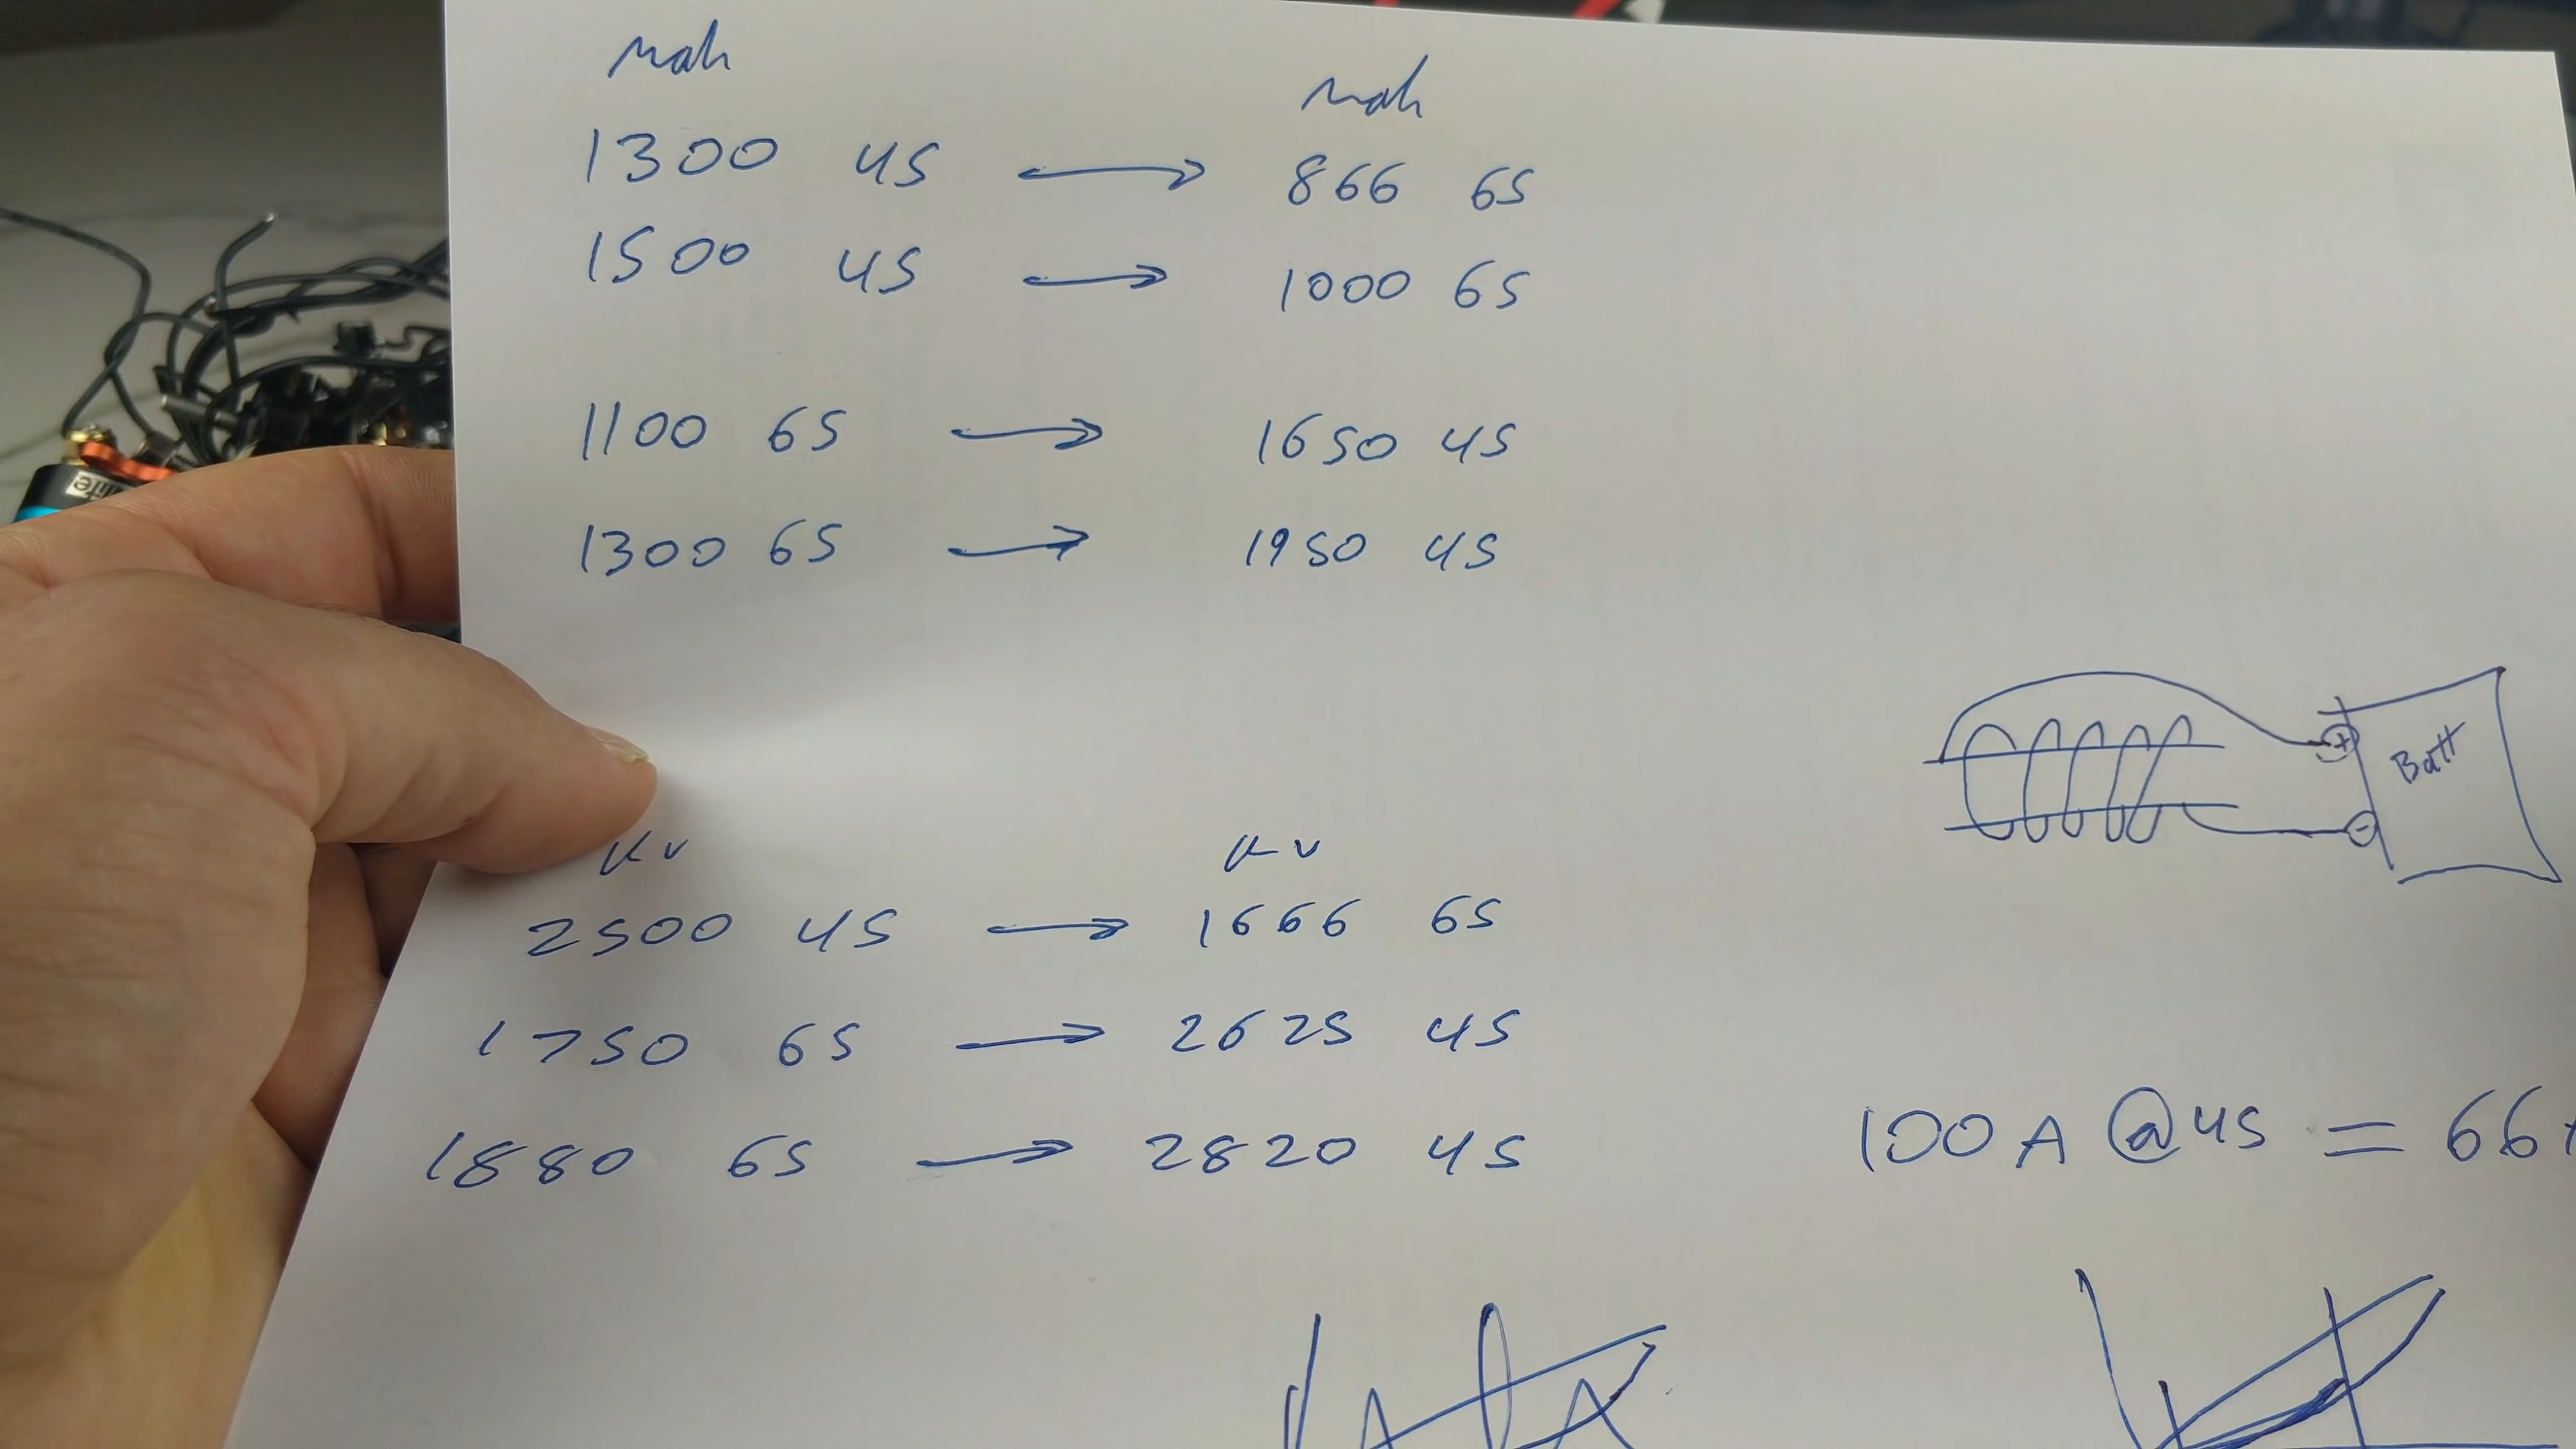 mah mah
1300 4S → 866 6S
1500 4S → 1000 6S
1100 6S → 1650 4S
1300 6S → 1950 4S
+ Batt
-
Kv Kv
2500 4S → 1666 6S
1750 6S → 2625 4S
1880 6S → 2820 4S
100 A @ 4S = 66